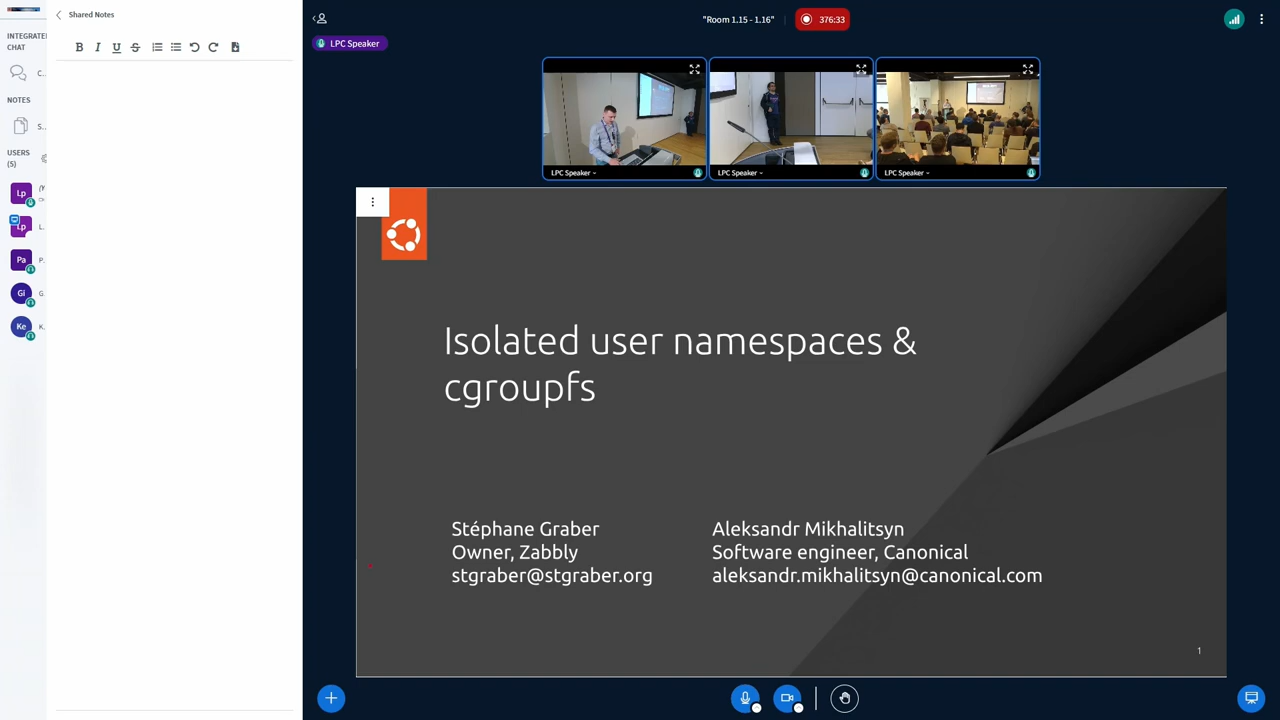 Shared Notes
INTEGRATE
CHAT
C...
NOTES
S...
USERS
(5)
Lp
Lp
L..
Pa
P.
Gi
G.
Ke
K.
"Room 1.15 - 1.16"
376:33
LPC Speaker
LPC Speaker
LPC Speaker
LPC Speaker
Isolated user namespaces &
cgroupfs
Stéphane Graber
Owner, Zabbly
stgraber@stgraber.org
Aleksandr Mikhalitsyn
Software engineer, Canonical
aleksandr.mikhalitsyn@canonical.com
1